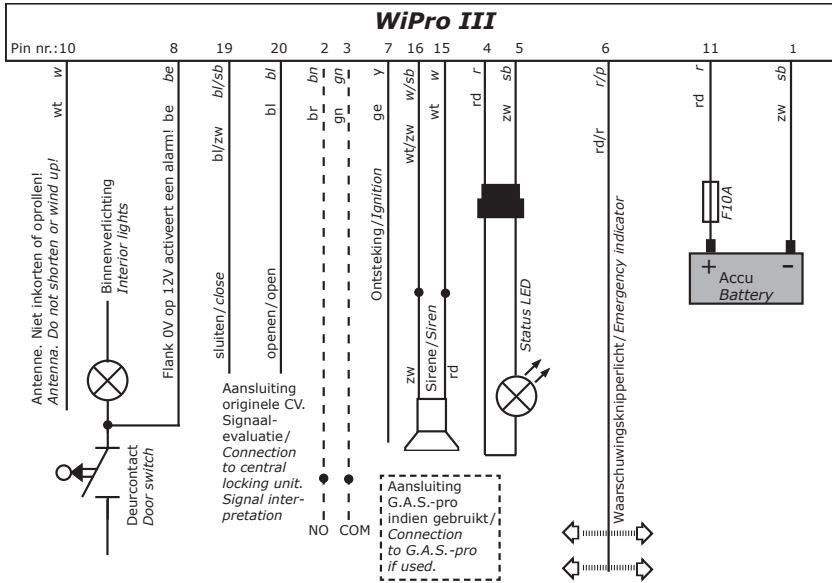 WiPro III
Pin nr.:10 8 19 20 2 3 7 16 15 4 5 6 11 1
w be bl/sb bl bn gn y w/sb w r sb r/p r sb
wt be bl/zw bl br gn ge wt/zw wt rd zw rd/r rd zw
Antenne. Niet inkorten of oprollen!
Antenna. Do not shorten or wind up!
Binnenverlichting
Interior lights
Flank 0V op 12V activeert een alarm!
sluiten/close
openen/open
Ontsteking/Ignition
zw
Sirene/Siren
rd
Status LED
Waarschuwingsknipperlicht/Emergency indicator
F10A
+ -
Accu
Battery
Deurcontact
Door switch
Aansluiting
originele CV.
Signaal-
evaluatie/
Connection
to central
locking unit.
Signal inter-
pretation
NO COM
Aansluiting
G.A.S.-pro
indien gebruikt/
Connection
to G.A.S.-pro
if used.